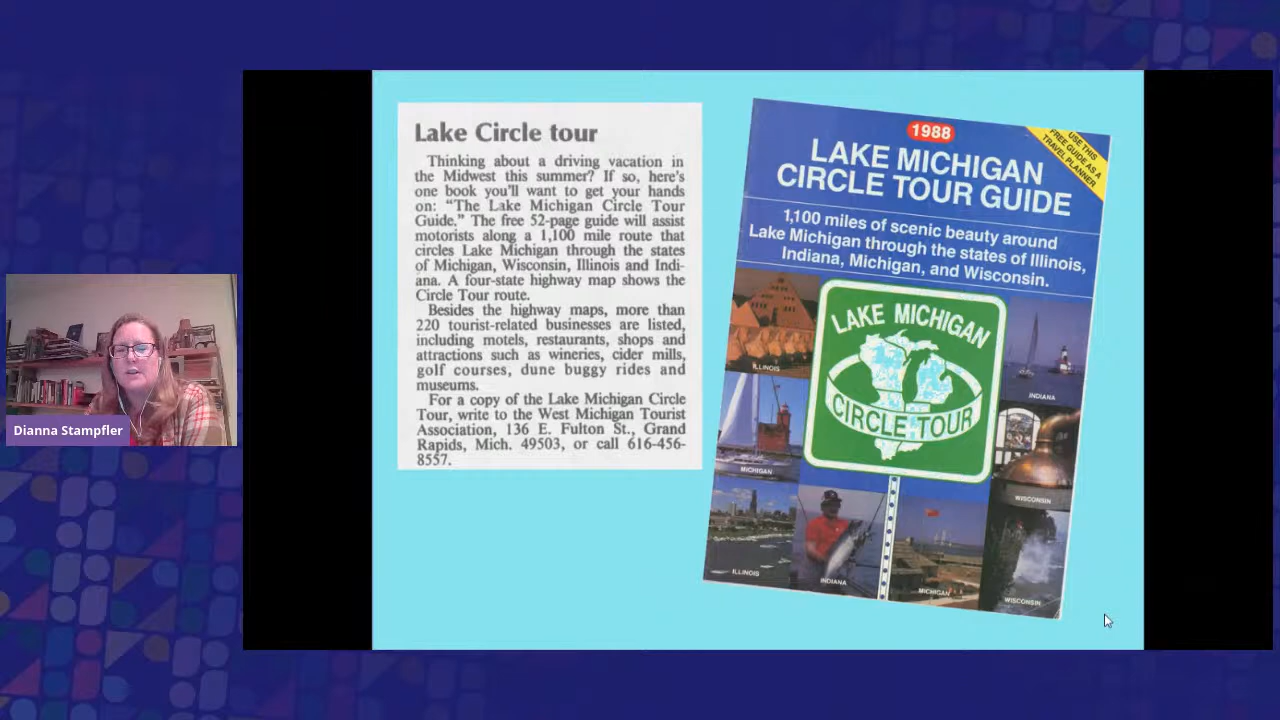 Lake Circle tour
Thinking about a driving vacation in
the Midwest this summer? If so, here's
one book you'll want to get your hands
on: “The Lake Michigan Circle Tour
Guide.” The free 52-page guide will assist
motorists along a 1,100 mile route that
circles Lake Michigan through the states
of Michigan, Wisconsin, Illinois and Indi-
ana. A four-state highway map shows the
Circle Tour route.
Besides the highway maps, more than
220 tourist-related businesses are listed,
including motels, restaurants, shops and
attractions such as wineries, cider mills,
golf courses, dune buggy rides and
museums.
For a copy of the Lake Michigan Circle
Tour, write to the West Michigan Tourist
Association, 136 E. Fulton St., Grand
Rapids, Mich. 49503, or call 616-456-
8557.
1988
LAKE MICHIGAN
CIRCLE TOUR GUIDE
USE THIS
FREE GUIDE AS A
TRAVEL PLANNER
1,100 miles of scenic beauty around
Lake Michigan through the states of Illinois,
Indiana, Michigan, and Wisconsin.
LAKE MICHIGAN
CIRCLE TOUR
ILLINOIS
INDIANA
MICHIGAN
WISCONSIN
ILLINOIS
INDIANA
MICHIGAN
WISCONSIN
Dianna Stampfler